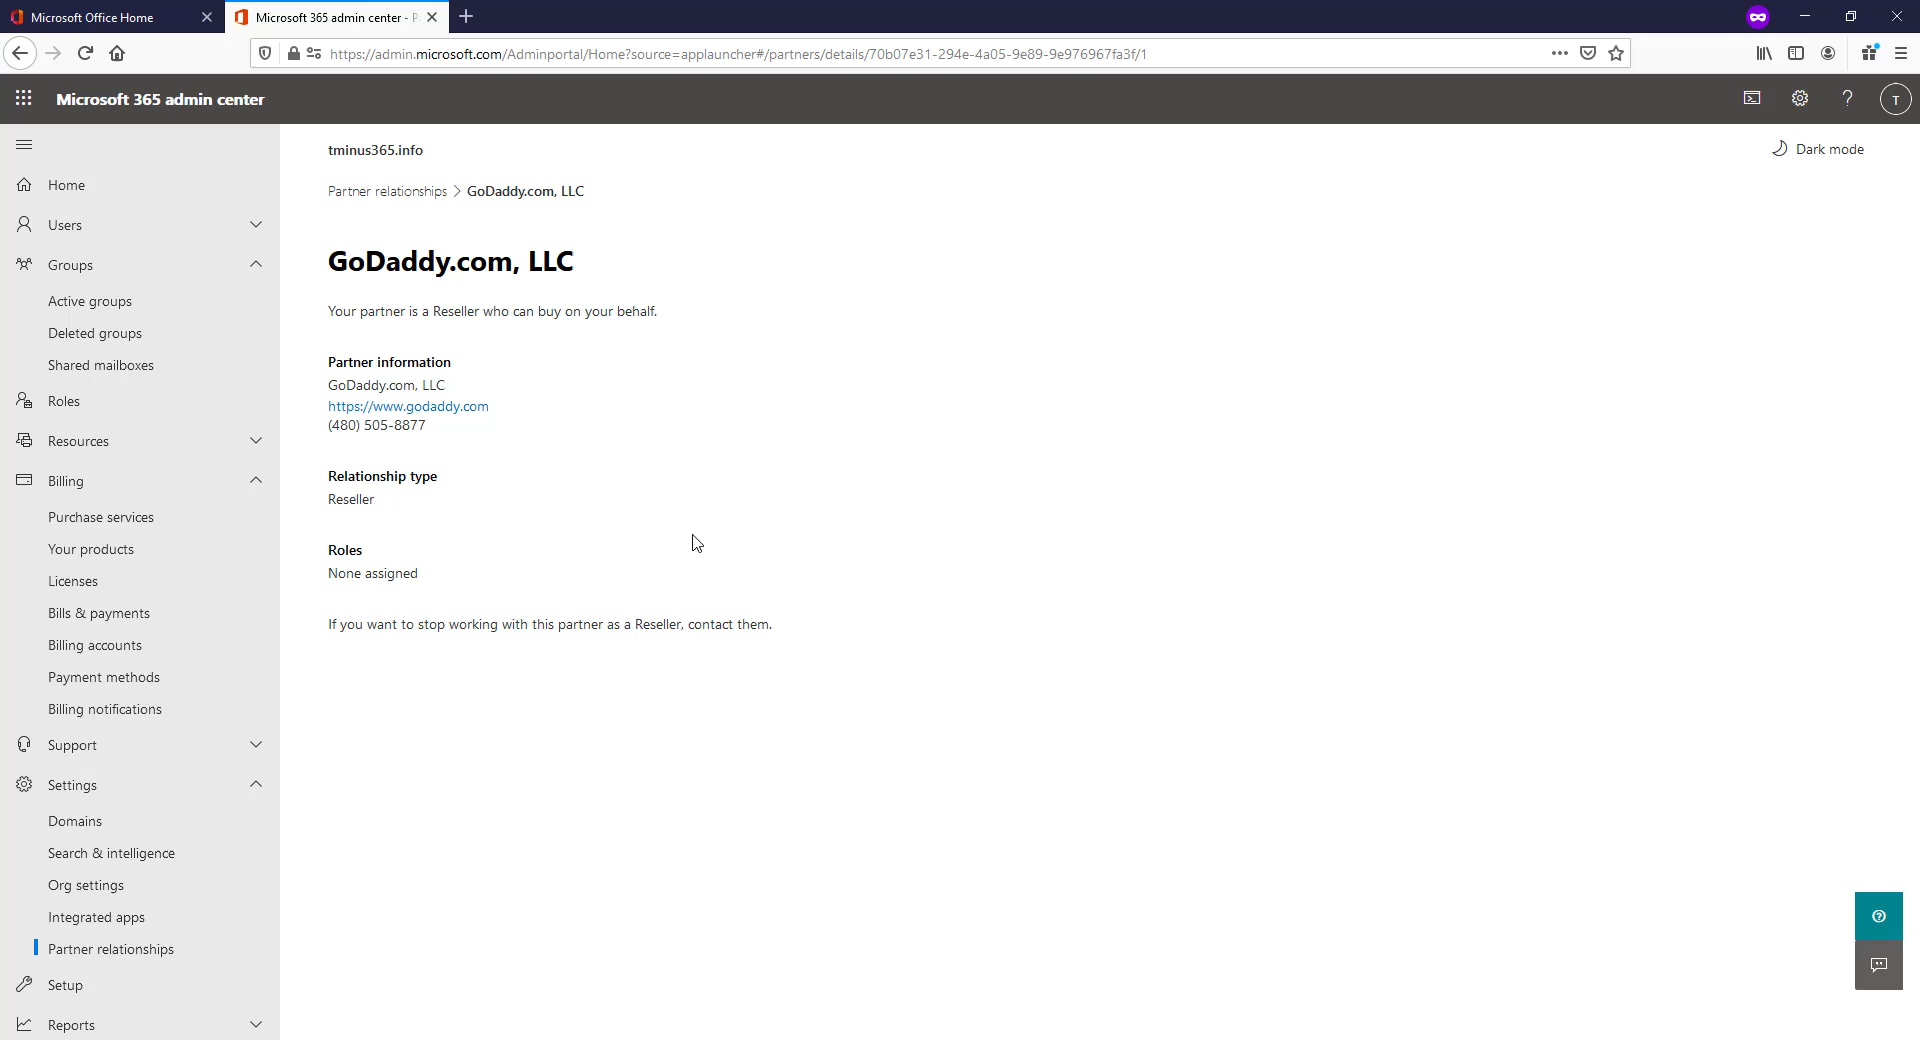 Microsoft Office Home
Microsoft 365 admin center - P
https://admin.microsoft.com/Adminportal/Home?source=applauncher#/partners/details/70b07e31-294e-4a05-9e89-9e976967fa3f/1
Microsoft 365 admin center
T
tminus365.info
Dark mode
Partner relationships > GoDaddy.com, LLC
Home
Users
Groups
Active groups
Deleted groups
Shared mailboxes
Roles
Resources
Billing
Purchase services
Your products
Licenses
Bills & payments
Billing accounts
Payment methods
Billing notifications
Support
Settings
Domains
Search & intelligence
Org settings
Integrated apps
Partner relationships
Setup
Reports
GoDaddy.com, LLC
Your partner is a Reseller who can buy on your behalf.
Partner information
GoDaddy.com, LLC
https://www.godaddy.com
(480) 505-8877
Relationship type
Reseller
Roles
None assigned
If you want to stop working with this partner as a Reseller, contact them.